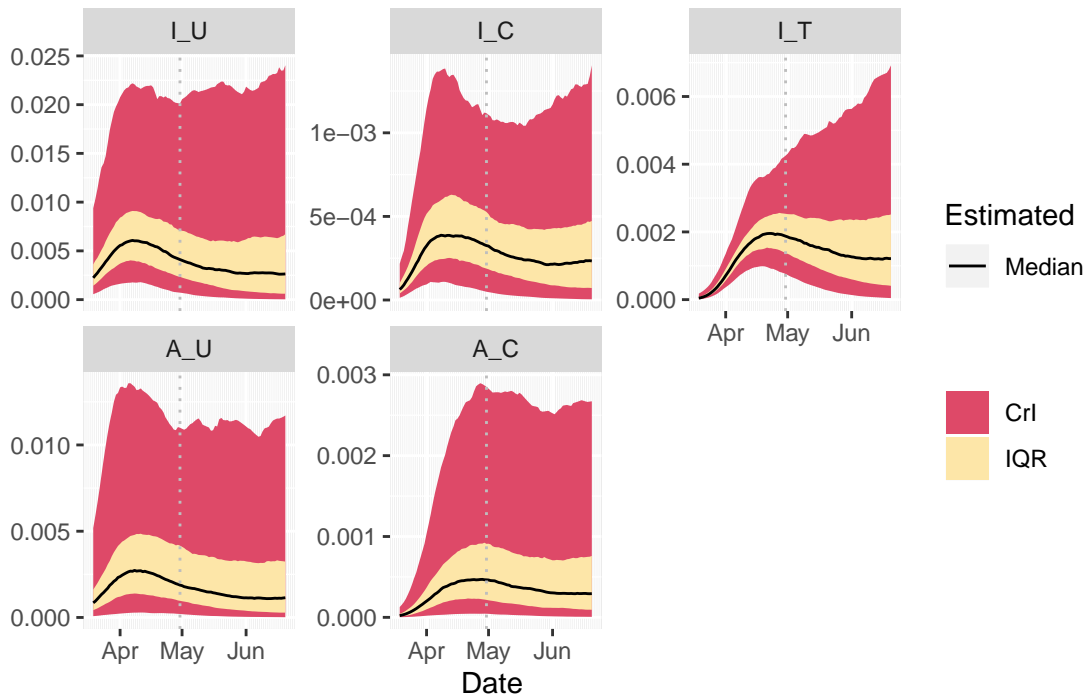 I_U
I_C
I_T
0.025
0.020
0.015
0.010
0.005
0.000
1e−03
5e−04
0e+00
0.006
0.004
0.002
0.000
Apr May Jun
A_U
A_C
0.010
0.005
0.000
0.003
0.002
0.001
0.000
Apr May Jun
Apr May Jun
Date
Estimated
Median
CrI
IQR